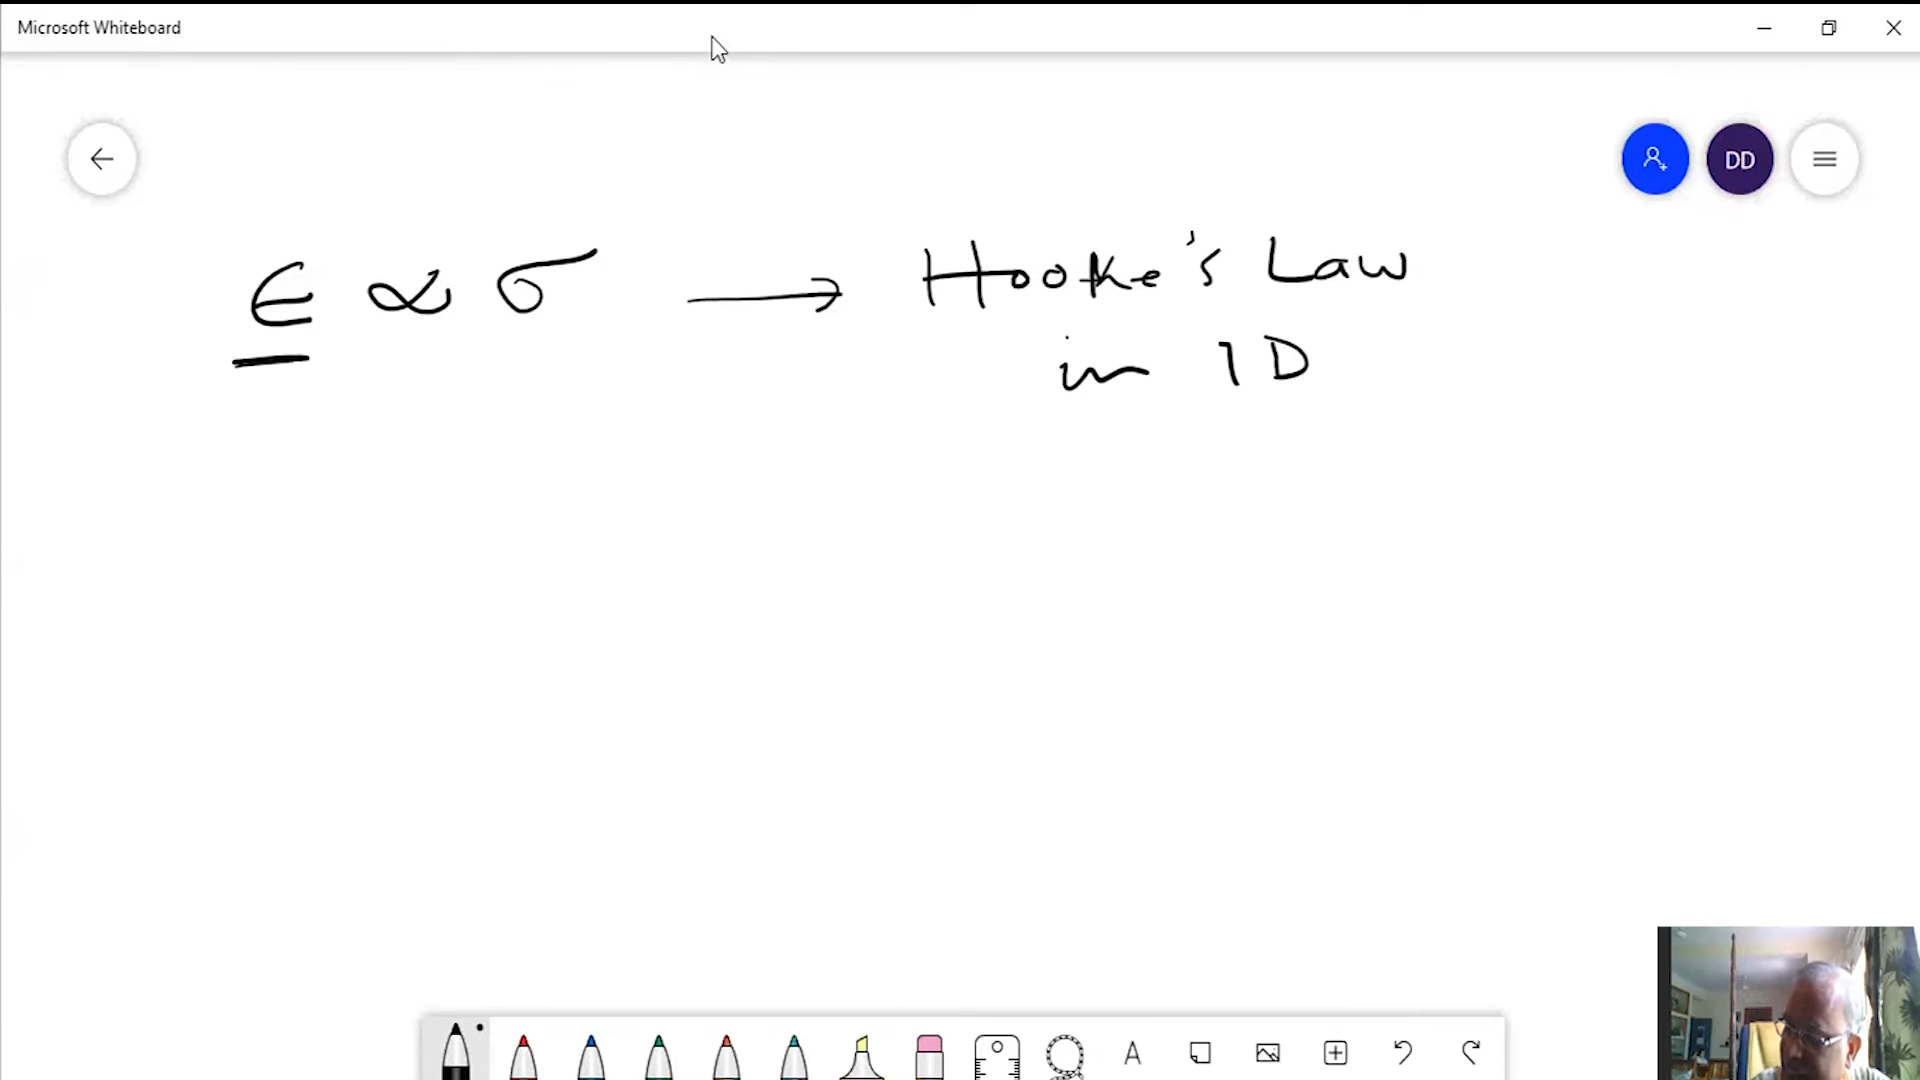 Microsoft Whiteboard
DD
∈ ∝ σ → Hooke's Law
in 1D
A